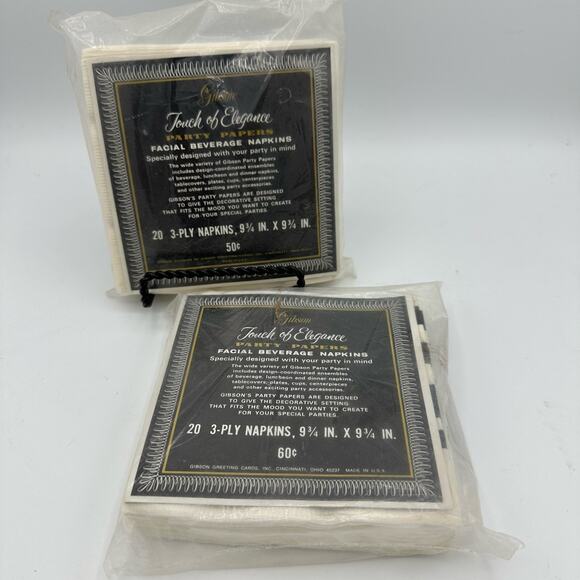 Gibson
Touch of Elegance
PARTY PAPERS
FACIAL BEVERAGE NAPKINS
Specially designed with your party in mind
The wide variety of Gibson Party Papers
includes design-coordinated ensembles
of beverage, luncheon and dinner napkins,
tablecovers, plates, cups, centerpieces
and other exciting party accessories.
GIBSON'S PARTY PAPERS ARE DESIGNED
TO GIVE THE DECORATIVE SETTING
THAT FITS THE MOOD YOU WANT TO CREATE
FOR YOUR SPECIAL PARTIES.
20 3-PLY NAPKINS, 9¾ IN. X 9¾ IN.
50¢
Gibson
Touch of Elegance
PARTY PAPERS
FACIAL BEVERAGE NAPKINS
Specially designed with your party in mind
The wide variety of Gibson Party Papers
includes design-coordinated ensembles
of beverage, luncheon and dinner napkins,
tablecovers, plates, cups, centerpieces
and other exciting party accessories.
GIBSON'S PARTY PAPERS ARE DESIGNED
TO GIVE THE DECORATIVE SETTING
THAT FITS THE MOOD YOU WANT TO CREATE
FOR YOUR SPECIAL PARTIES.
20 3-PLY NAPKINS, 9¾ IN. X 9¾ IN.
60¢
GIBSON GREETING CARDS, INC., CINCINNATI, OHIO 45237 MADE IN U.S.A.